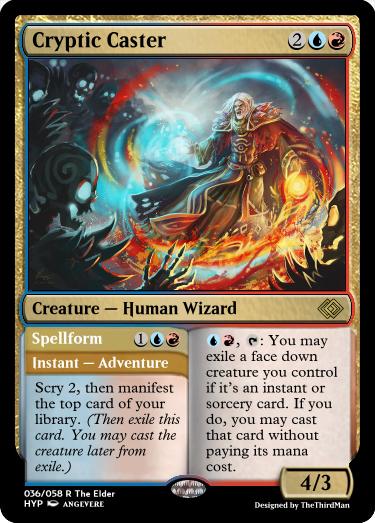 Cryptic Caster 2
Creature — Human Wizard
Spellform 1
Instant — Adventure
Scry 2, then manifest
the top card of your
library. (Then exile this
card. You may cast the
creature later from
exile.)
, : You may
exile a face down
creature you control
if it's an instant or
sorcery card. If you
do, you may cast
that card without
paying its mana
cost.
4/3
036/058 R The Elder
HYP ANGEVERE
Designed by TheThirdMan